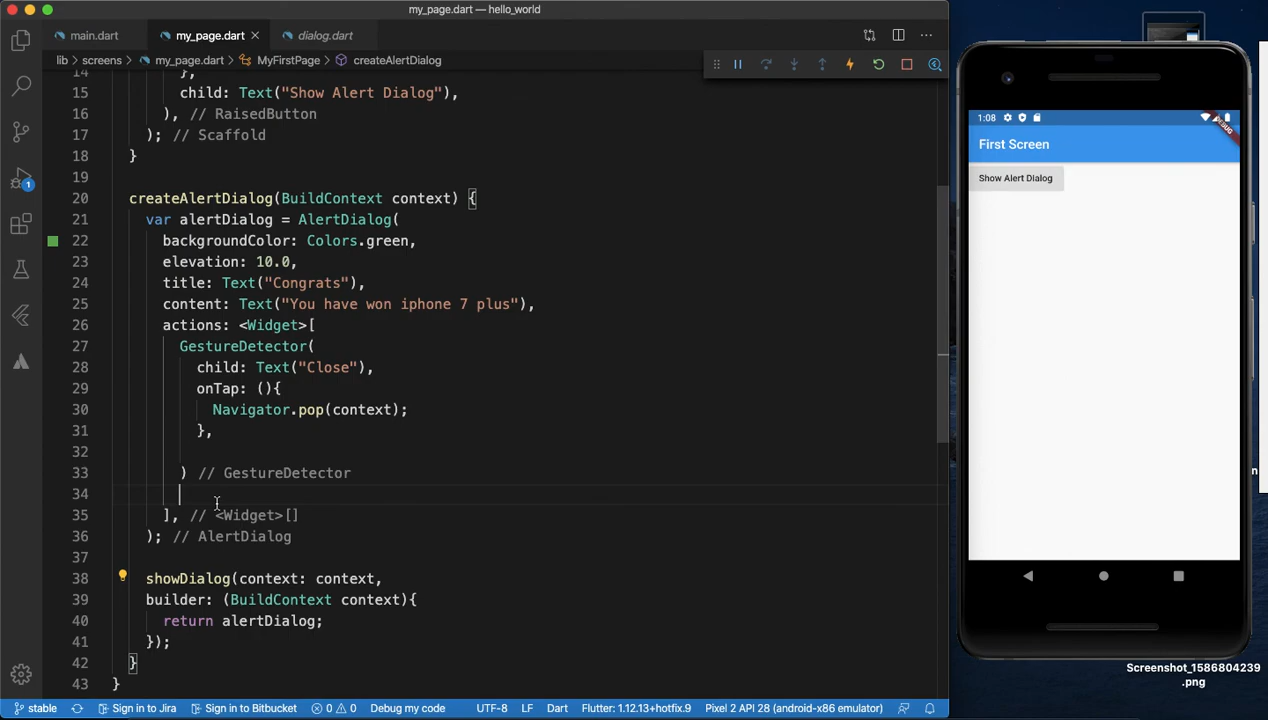 my_page.dart — hello_world
main.dart
my_page.dart
dialog.dart
lib > screens > my_page.dart > MyFirstPage > createAlertDialog
14 },
15 child: Text("Show Alert Dialog"),
16 ), // RaisedButton
17 ); // Scaffold
18 }
19
20 createAlertDialog(BuildContext context) {
21 var alertDialog = AlertDialog(
22 backgroundColor: Colors.green,
23 elevation: 10.0,
24 title: Text("Congrats"),
25 content: Text("You have won iphone 7 plus"),
26 actions: <Widget>[
27 GestureDetector(
28 child: Text("Close"),
29 onTap: (){
30 Navigator.pop(context);
31 },
32
33 ) // GestureDetector
34
35 ], // <Widget>[]
36 ); // AlertDialog
37
38 showDialog(context: context,
39 builder: (BuildContext context){
40 return alertDialog;
41 });
42 }
43 }
1
stable Sign in to Jira Sign in to Bitbucket 0 0 Debug my code UTF-8 LF Dart Flutter: 1.12.13+hotfix.9 Pixel 2 API 28 (android-x86 emulator)
1:08
DEBUG
First Screen
Show Alert Dialog
Screenshot_1586804239
.png